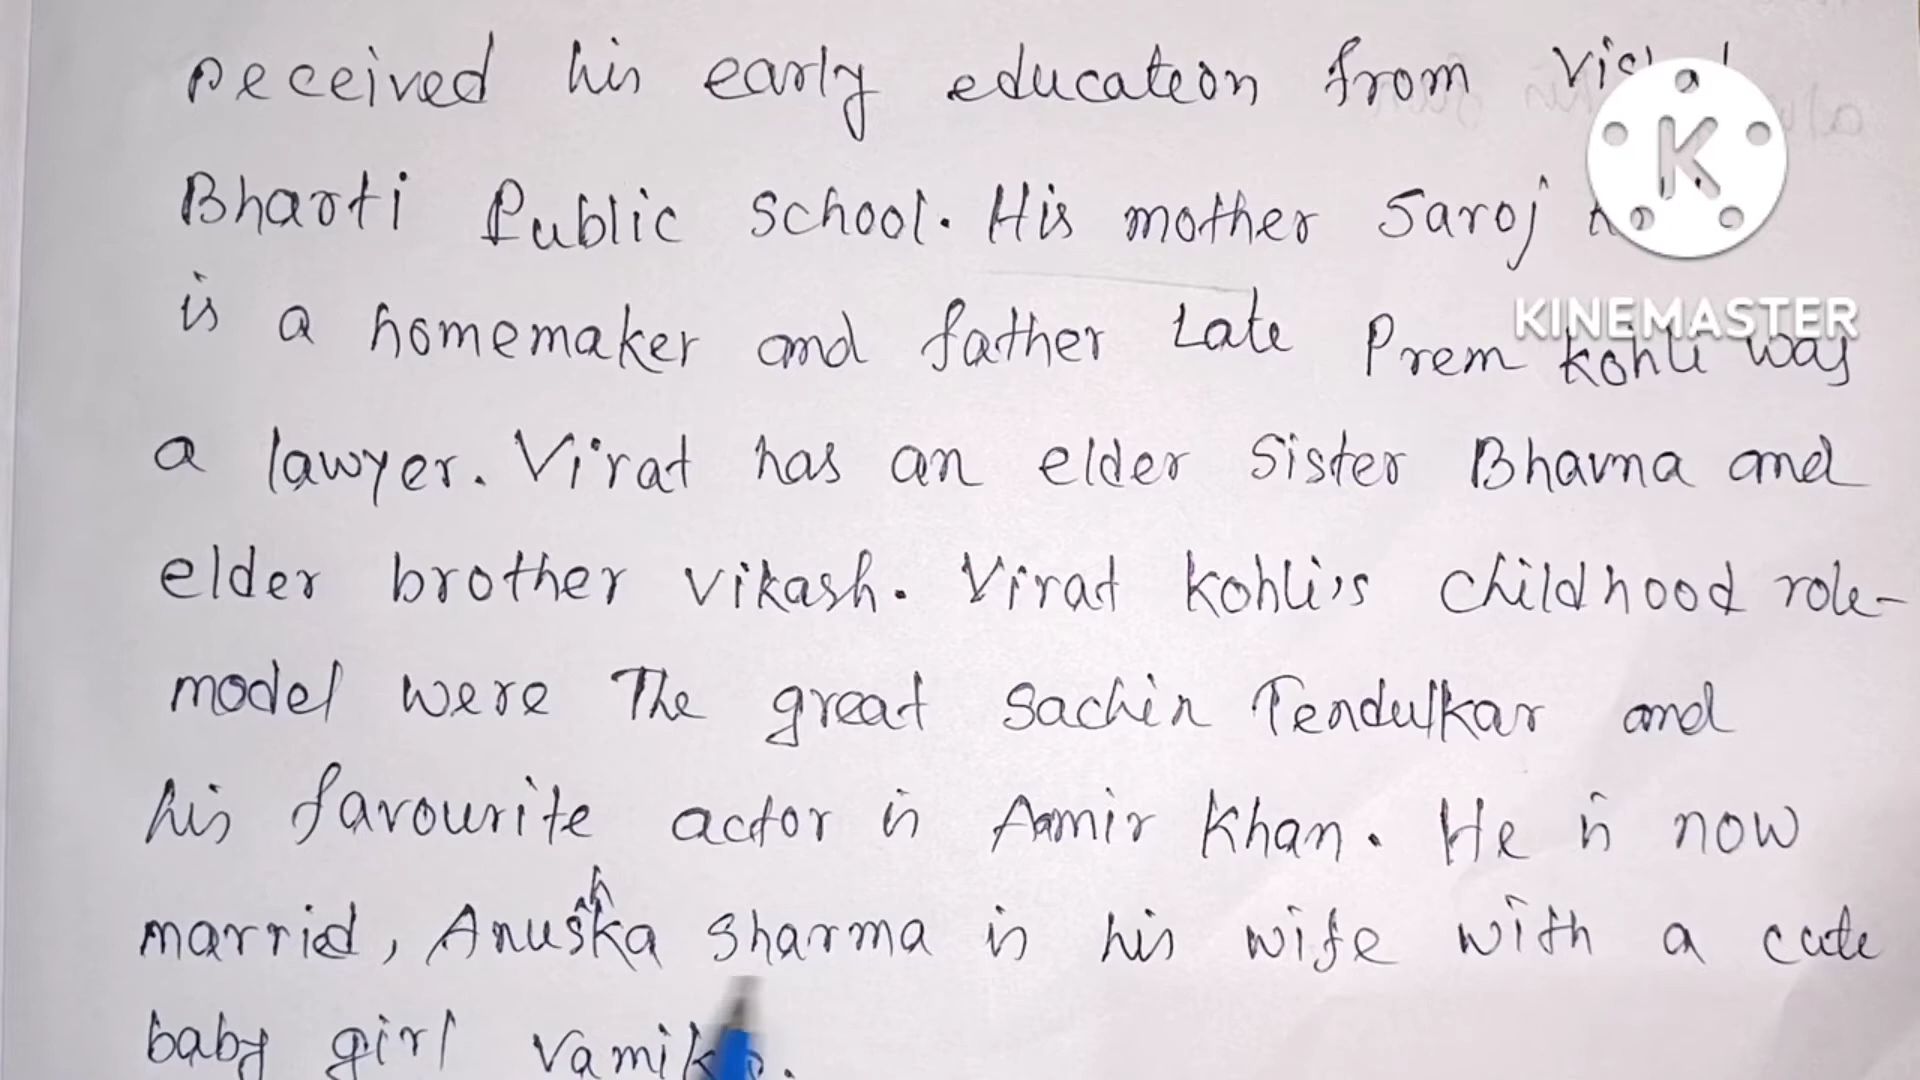 received his early education from
Bharti Public School. His mother Saroj
is a homemaker and father Late Prem Kohli was
a lawyer. Virat has an elder Sister Bhavna and
elder brother Vikash. Virat Kohli's childhood role-
model were The great Sachin Tendulkar and
his favourite actor is Aamir Khan. He is now
marrid, Anushka Sharma is his wife with a cute
baby girl
K
KINEMASTER